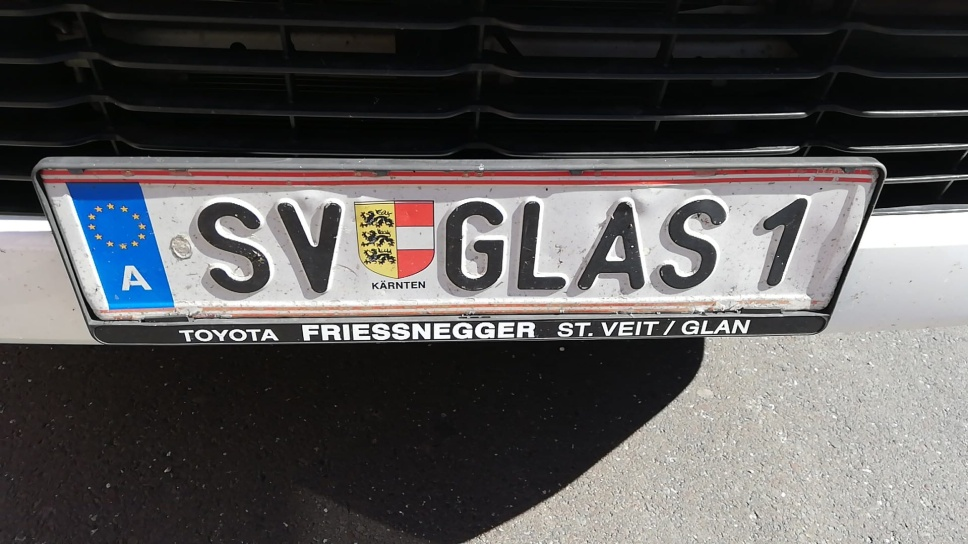 A SV GLAS 1
KÄRNTEN
TOYOTA FRIESSNEGGER ST. VEIT / GLAN